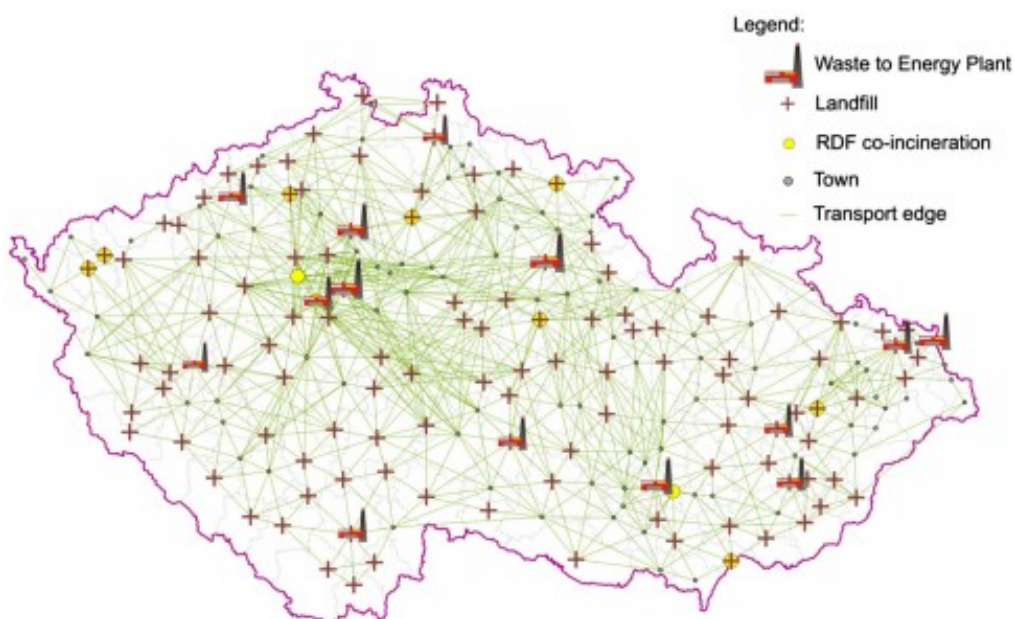 Legend:
Waste to Energy Plant
Landfill
RDF co-incineration
Town
Transport edge